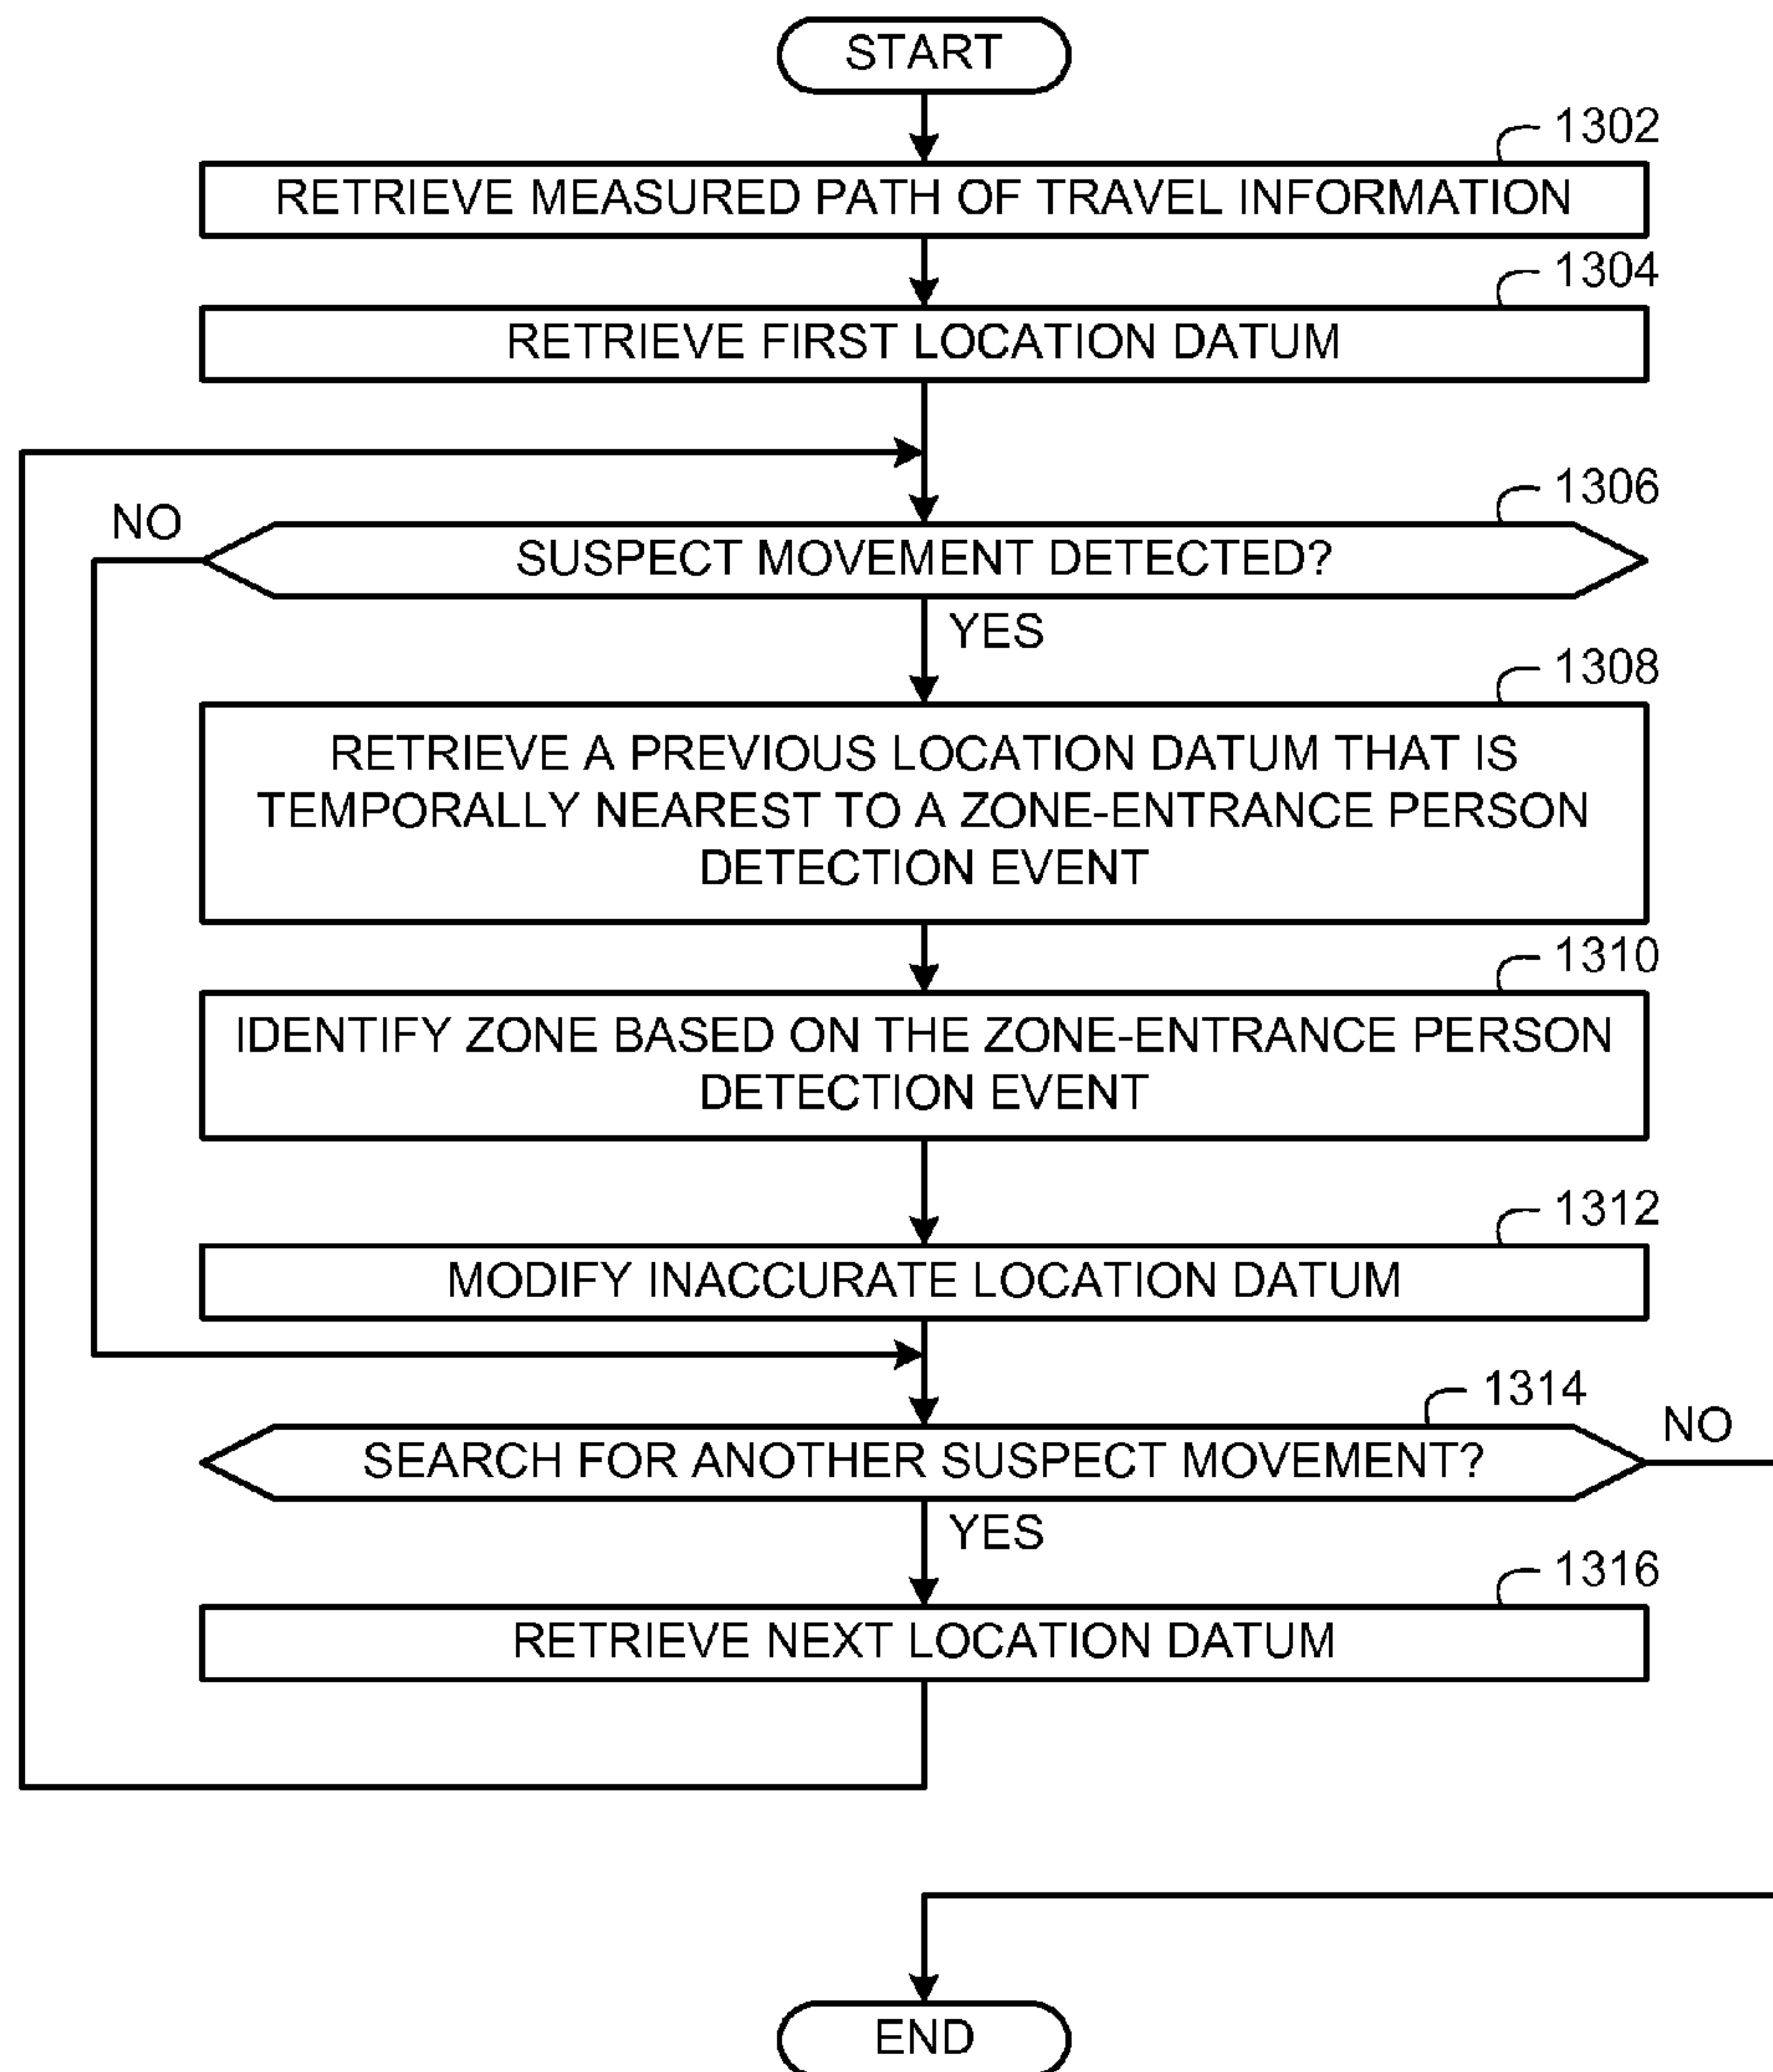 START
1302
RETRIEVE MEASURED PATH OF TRAVEL INFORMATION
1304
RETRIEVE FIRST LOCATION DATUM
1306
NO
SUSPECT MOVEMENT DETECTED?
YES
1308
RETRIEVE A PREVIOUS LOCATION DATUM THAT IS
TEMPORALLY NEAREST TO A ZONE-ENTRANCE PERSON
DETECTION EVENT
1310
IDENTIFY ZONE BASED ON THE ZONE-ENTRANCE PERSON
DETECTION EVENT
1312
MODIFY INACCURATE LOCATION DATUM
1314
NO
SEARCH FOR ANOTHER SUSPECT MOVEMENT?
YES
1316
RETRIEVE NEXT LOCATION DATUM
END